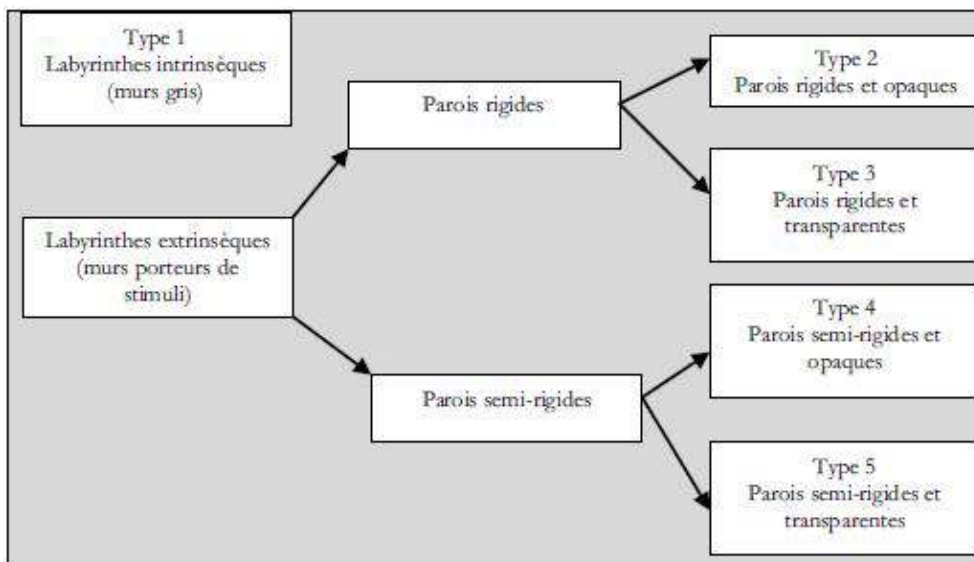 Type 1
Labyrinthes intrinsèques
(murs gris)
Parois rigides
Type 2
Parois rigides et opaques
Type 3
Parois rigides et
transparentes
Labyrinthes extrinsèques
(murs porteurs de
stimuli)
Type 4
Parois semi-rigides et
opaques
Parois semi-rigides
Type 5
Parois semi-rigides et
transparentes